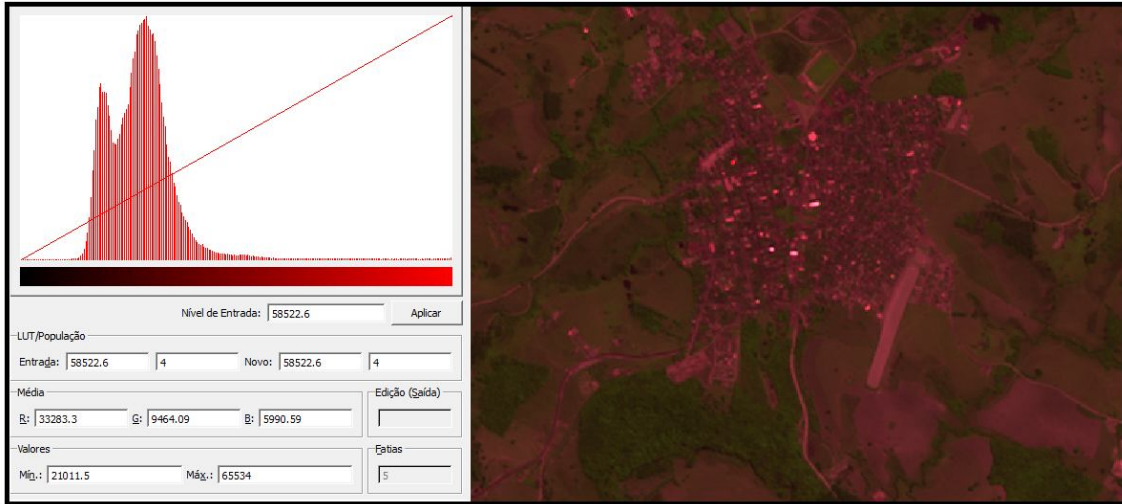 Nível de Entrada: 58522.6 Aplicar
LUT/População
Entrada: 58522.6 4 Novo: 58522.6 4
Média Edição (Saída)
R: 33283.3 G: 9464.09 B: 5990.59
Valores Fatias
Mín.: 21011.5 Máx.: 65534 5